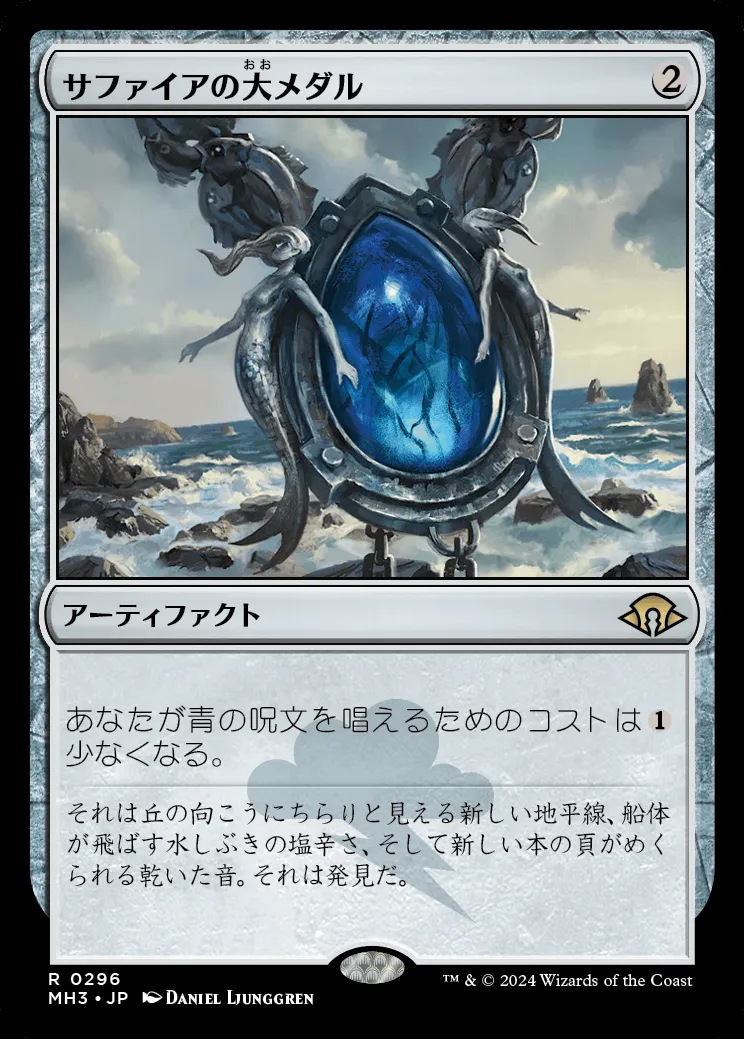 おお
サファイアの大メダル
2
アーティファクト
あなたが青の呪文を唱えるためのコストは1
少なくなる。
それは丘の向こうにちらりと見える新しい地平線、船体
が飛ばす水しぶきの塩辛さ、そして新しい本の頁がめく
られる乾いた音。それは発見だ。
R 0296
MH3 • JP DANIEL LJUNGGREN
™ & © 2024 Wizards of the Coast